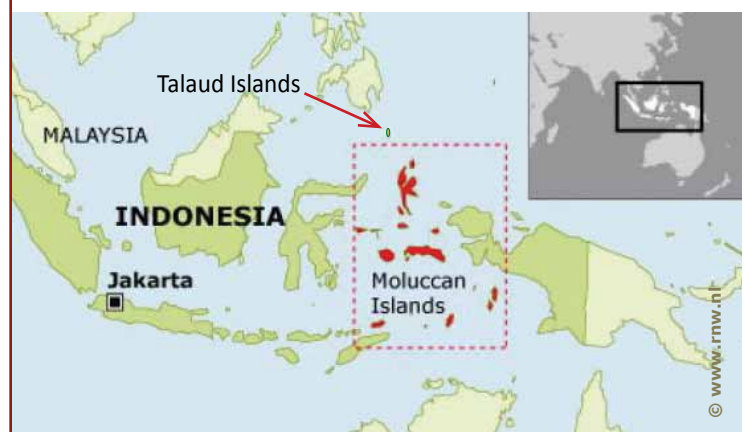 Talaud Islands
MALAYSIA
INDONESIA
Jakarta
Moluccan
Islands
© www.rnw.nl